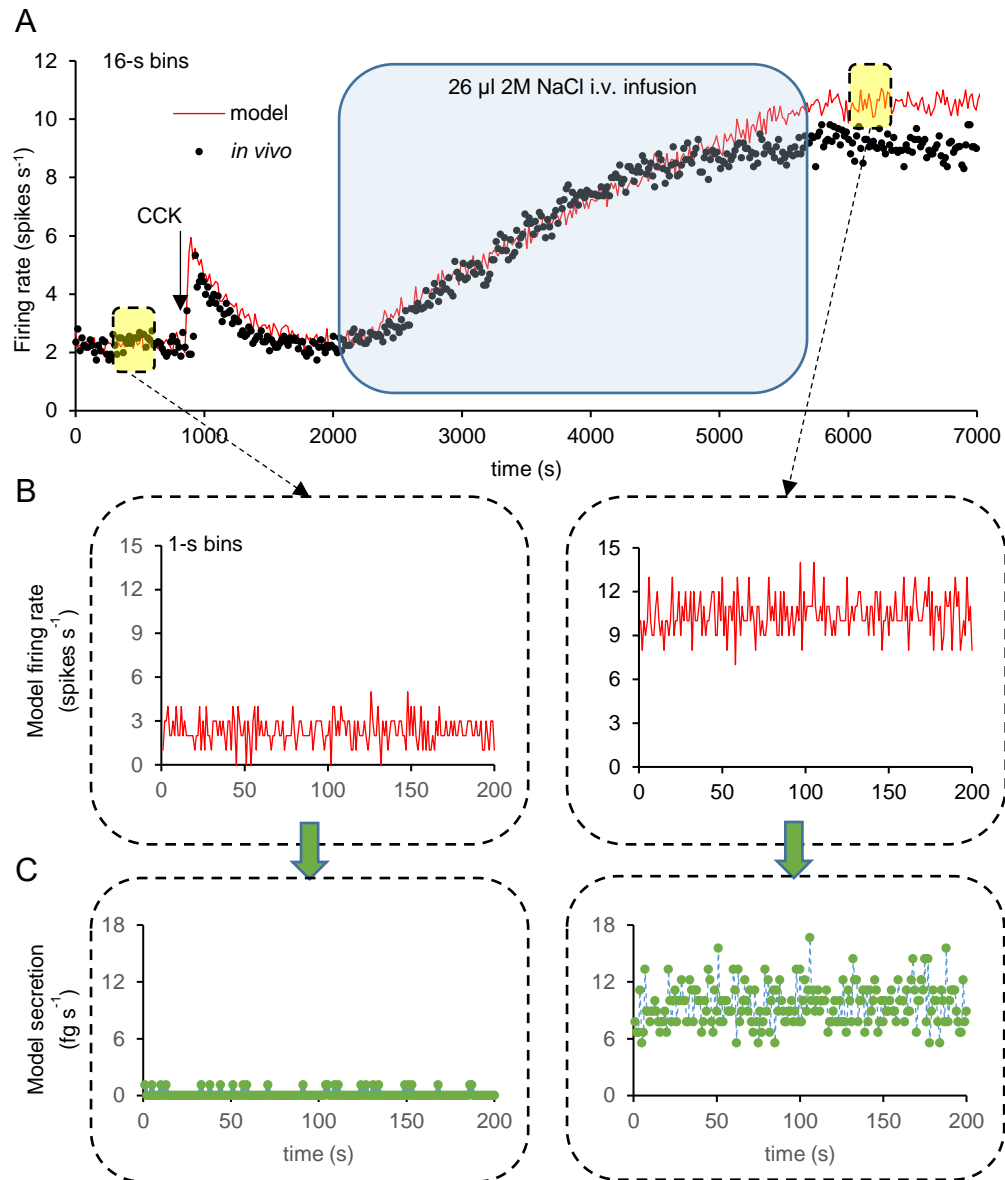 A
16-s bins
26 µl 2M NaCl i.v. infusion
model
in vivo
CCK
Firing rate (spikes s-1)
12
10
8
6
4
2
0
0 1000 2000 3000 4000 5000 6000 7000
time (s)
B
1-s bins
Model firing rate
(spikes s-1)
15
12
9
6
3
0
0 50 100 150 200
15
12
9
6
3
0
0 50 100 150 200
C
Model secretion
(fg s-1)
18
12
6
0
0 50 100 150 200
time (s)
18
12
6
0
0 50 100 150 200
time (s)